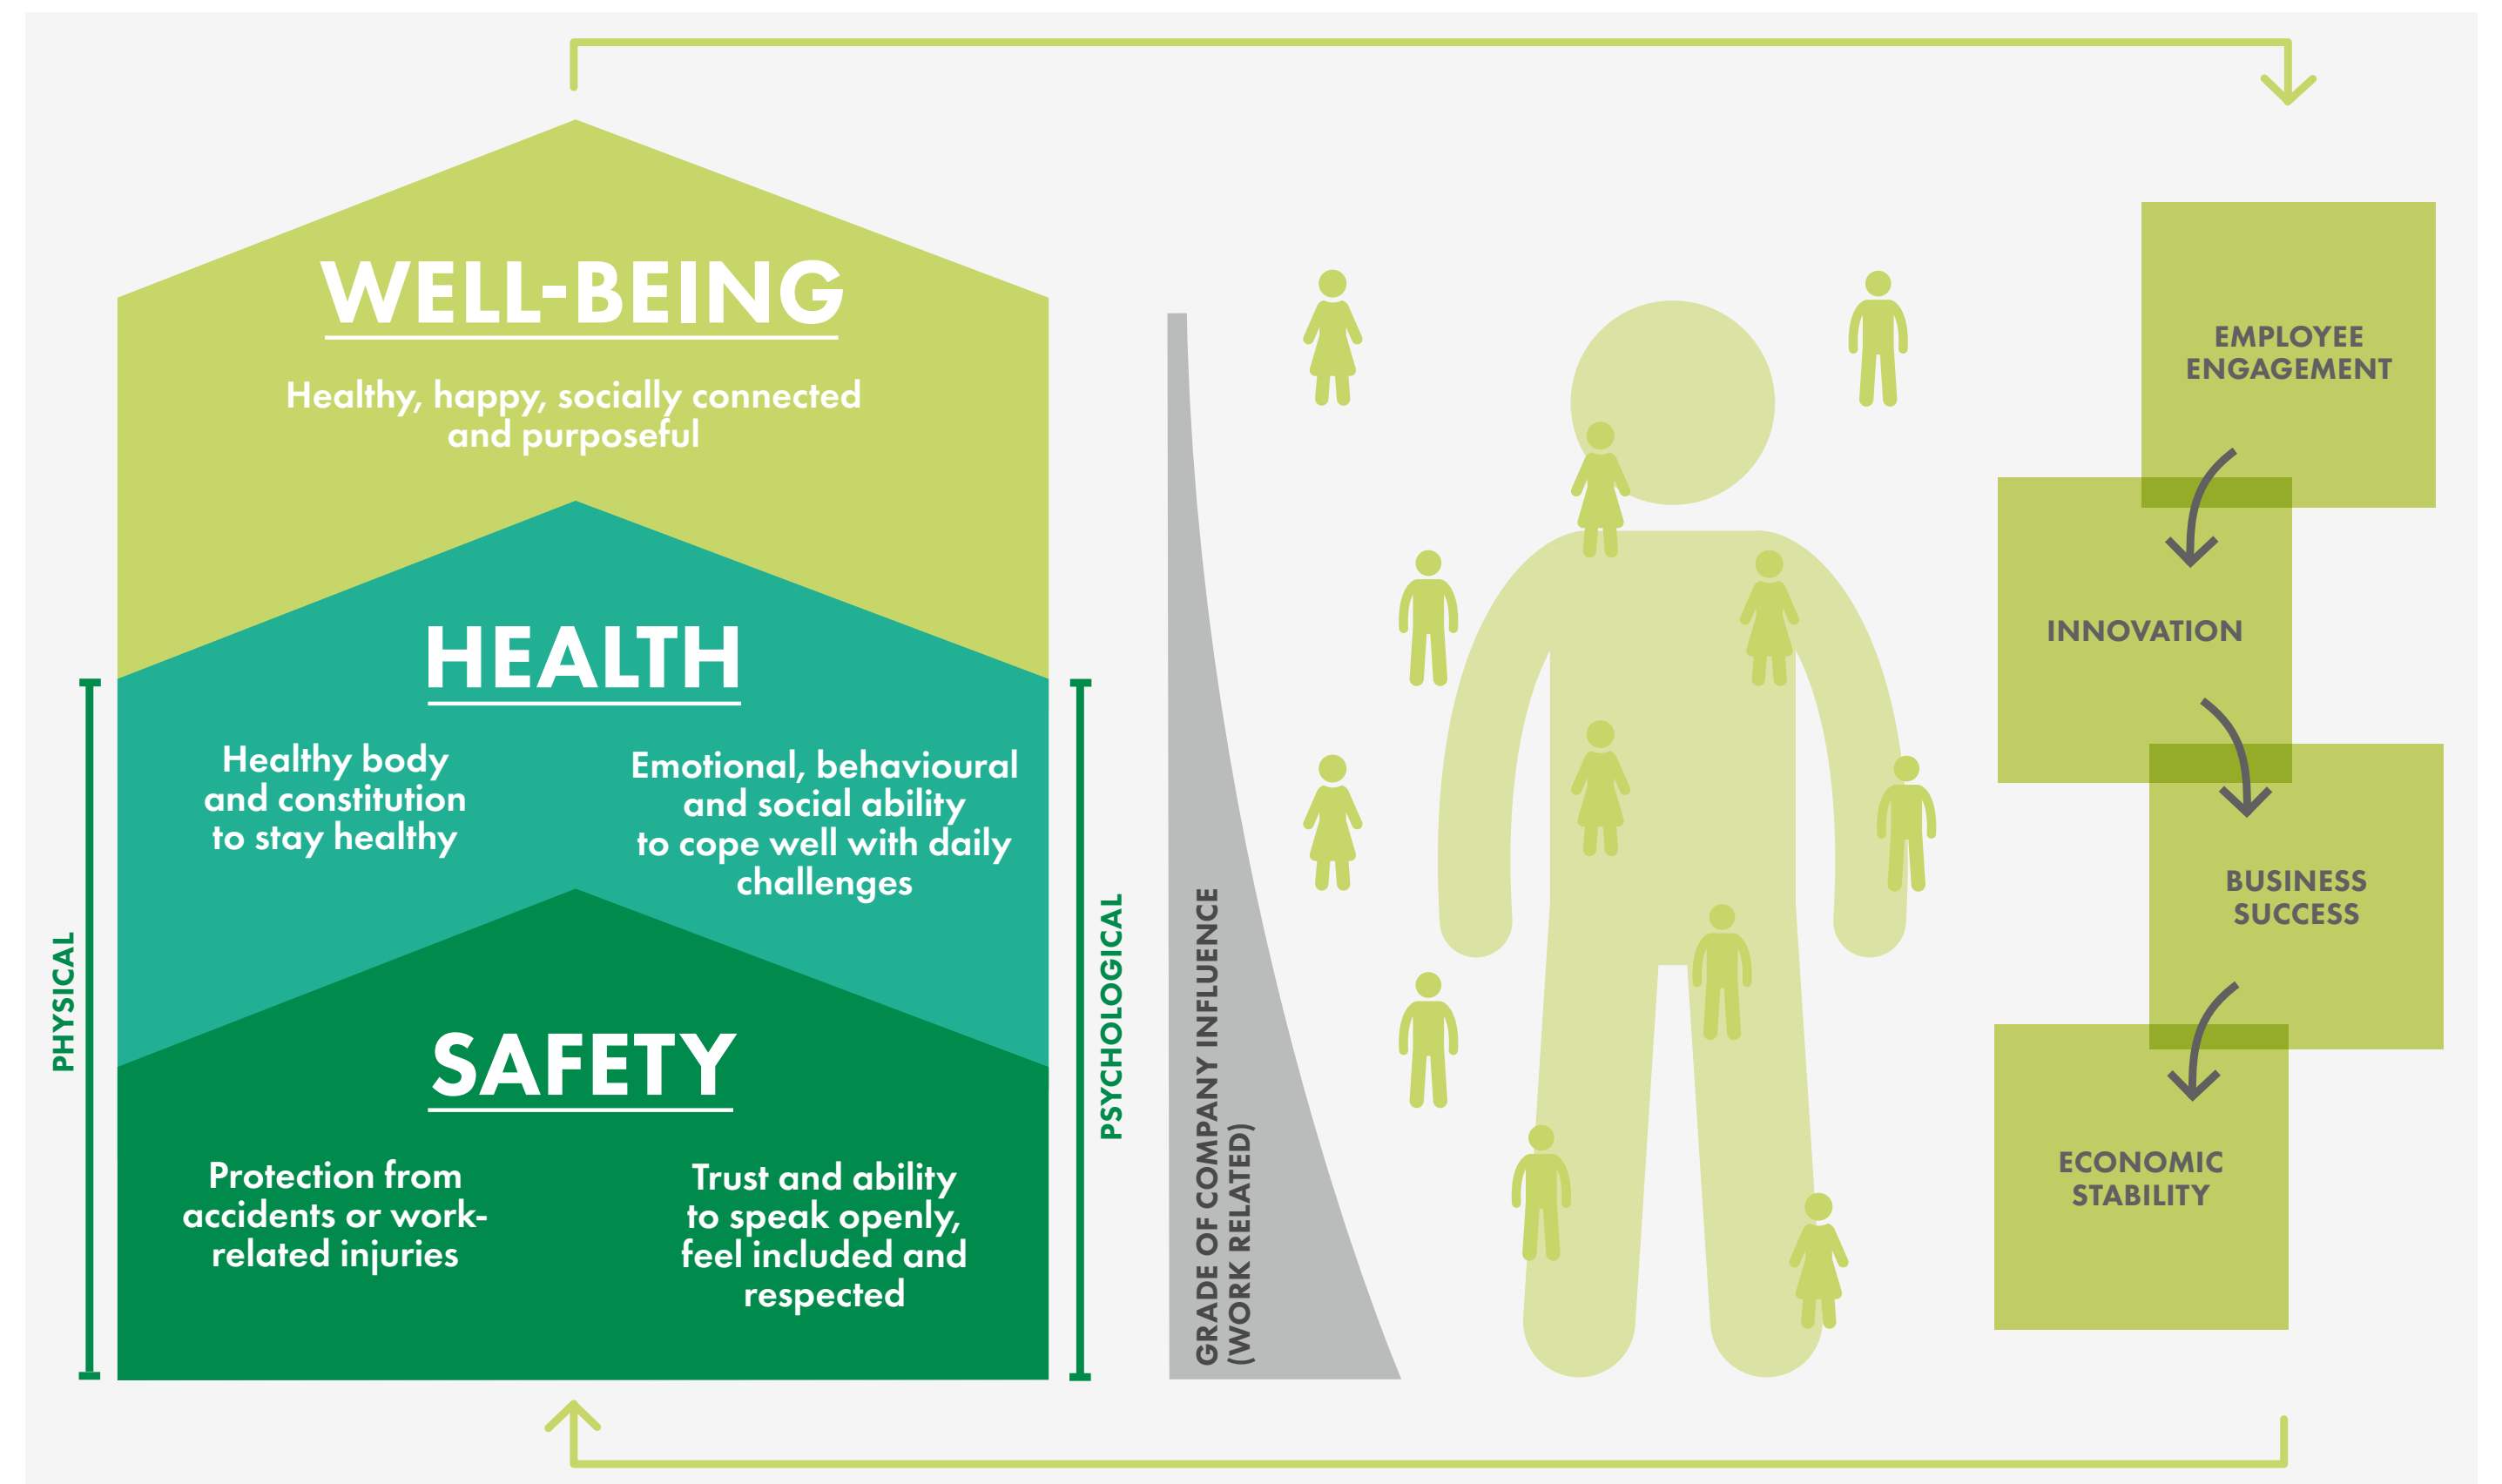 WELL-BEING
Healthy, happy, socially connected
and purposeful
HEALTH
Healthy body
and constitution
to stay healthy
Emotional, behavioural
and social ability
to cope well with daily
challenges
SAFETY
Protection from
accidents or work-
related injuries
Trust and ability
to speak openly,
feel included and
respected
PHYSICAL
PSYCHOLOGICAL
GRADE OF COMPANY INFLUENCE
(WORK RELATED)
EMPLOYEE
ENGAGEMENT
INNOVATION
BUSINESS
SUCCESS
ECONOMIC
STABILITY